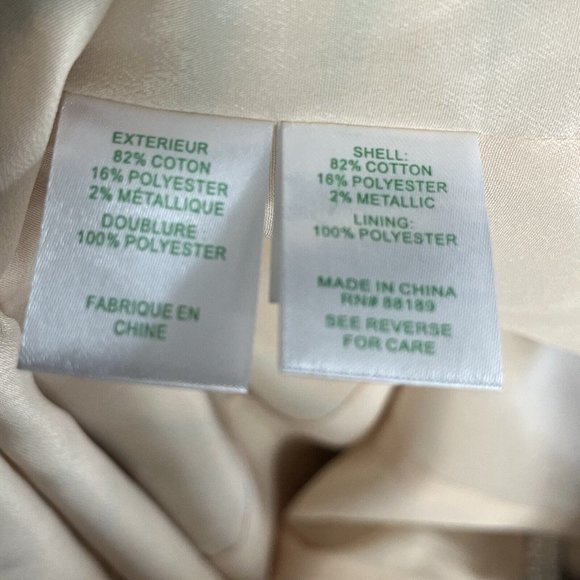 EXTERIEUR
82% COTON
16% POLYESTER
2% MÉTALLIQUE
DOUBLURE
100% POLYESTER
FABRIQUE EN
CHINE
SHELL:
82% COTTON
16% POLYESTER
2% METALLIC
LINING:
100% POLYESTER
MADE IN CHINA
RN# 88189
SEE REVERSE
FOR CARE